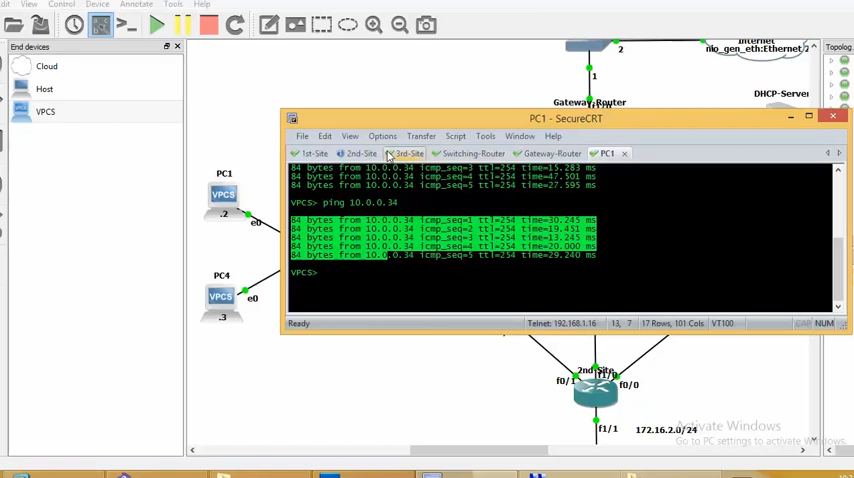 dit View Control Device Annotate Tools Help
End devices
Cloud
Host
VPCS
Topolog
Internet
nio_gen_eth:Ethernet 2
2
1
DHCP-Server
Gateway-Router
PC1 - SecureCRT
File Edit View Options Transfer Script Tools Window Help
1st-Site 2nd-Site 3rd-Site Switching-Router Gateway-Router PC1
84 bytes from 10.0.0.34 icmp_seq=3 ttl=254 time=15.283 ms
84 bytes from 10.0.0.34 icmp_seq=4 ttl=254 time=47.501 ms
84 bytes from 10.0.0.34 icmp_seq=5 ttl=254 time=27.595 ms
VPCS> ping 10.0.0.34
84 bytes from 10.0.0.34 icmp_seq=1 ttl=254 time=30.245 ms
84 bytes from 10.0.0.34 icmp_seq=2 ttl=254 time=19.451 ms
84 bytes from 10.0.0.34 icmp_seq=3 ttl=254 time=13.245 ms
84 bytes from 10.0.0.34 icmp_seq=4 ttl=254 time=20.000 ms
84 bytes from 10.0.0.34 icmp_seq=5 ttl=254 time=29.240 ms
VPCS>
Ready Telnet: 192.168.1.16 13, 7 17 Rows, 101 Cols VT100 CAP NUM
PC1
VPCS
.2
e0
PC4
VPCS
.3
e0
2nd-Site
f1/0
f0/1
f0/0
f1/1
172.16.2.0/24
Activate Windows
Go to PC settings to activate Windows.